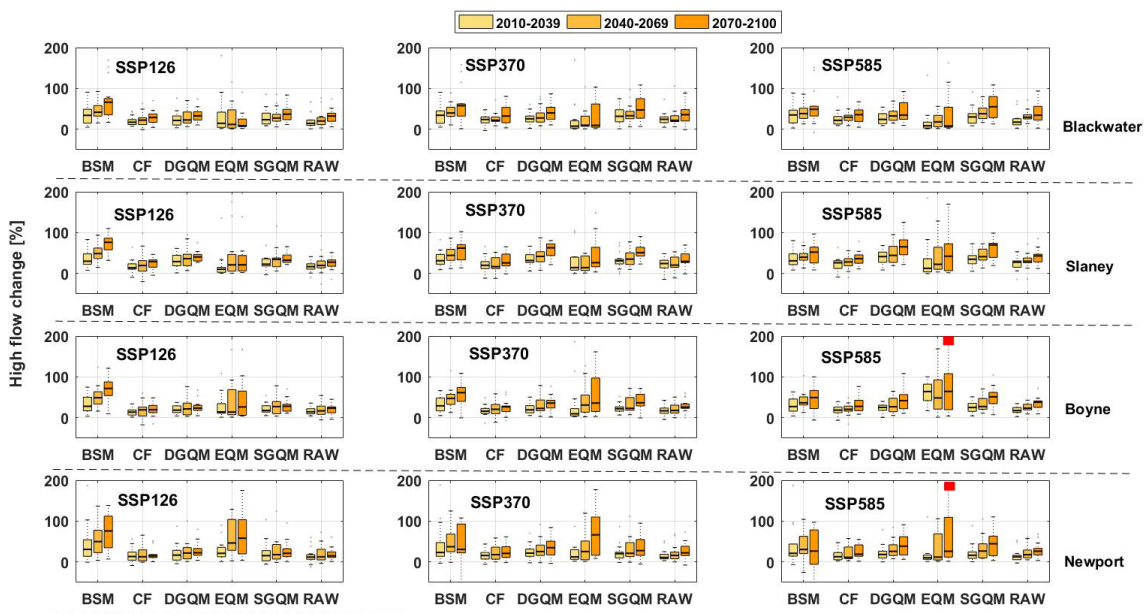 2010-2039 2040-2069 2070-2100
High flow change [%]
SSP126 SSP370 SSP585
200 200 200
100 100 100
0 0 0
Blackwater
BSM CF DGQM EQM SGQM RAW BSM CF DGQM EQM SGQM RAW BSM CF DGQM EQM SGQM RAW
200 200 200
SSP126 SSP370 SSP585
100 100 100
0 0 0
Slaney
BSM CF DGQM EQM SGQM RAW BSM CF DGQM EQM SGQM RAW BSM CF DGQM EQM SGQM RAW
200 200 200
SSP126 SSP370 SSP585
100 100 100
0 0 0
Boyne
BSM CF DGQM EQM SGQM RAW BSM CF DGQM EQM SGQM RAW BSM CF DGQM EQM SGQM RAW
200 200 200
SSP126 SSP370 SSP585
100 100 100
0 0 0
Newport
BSM CF DGQM EQM SGQM RAW BSM CF DGQM EQM SGQM RAW BSM CF DGQM EQM SGQM RAW